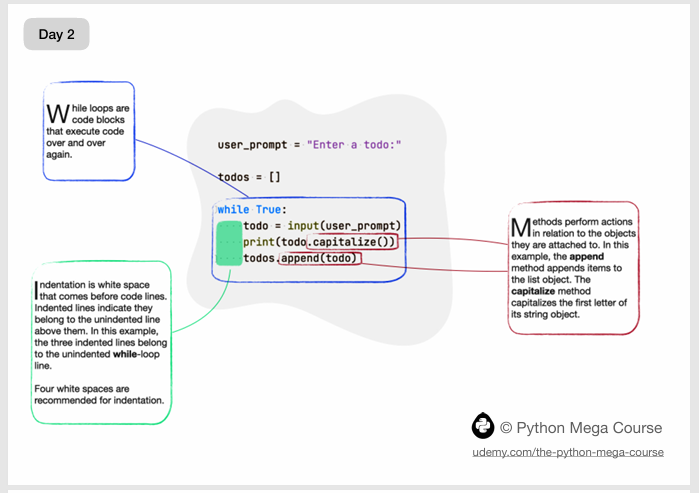 Day 2
While loops are
code blocks
that execute code
over and over
again.
user_prompt = "Enter a todo:"
todos = []
while True:
todo = input(user_prompt)
print(todo.capitalize())
todos.append(todo)
Methods perform actions
in relation to the objects
they are attached to. In this
example, the append
method appends items to
the list object. The
capitalize method
capitalizes the first letter of
its string object.
Indentation is white space
that comes before code lines.
Indented lines indicate they
belong to the unindented line
above them. In this example,
the three indented lines belong
to the unindented while-loop
line.
Four white spaces are
recommended for indentation.
© Python Mega Course
udemy.com/the-python-mega-course